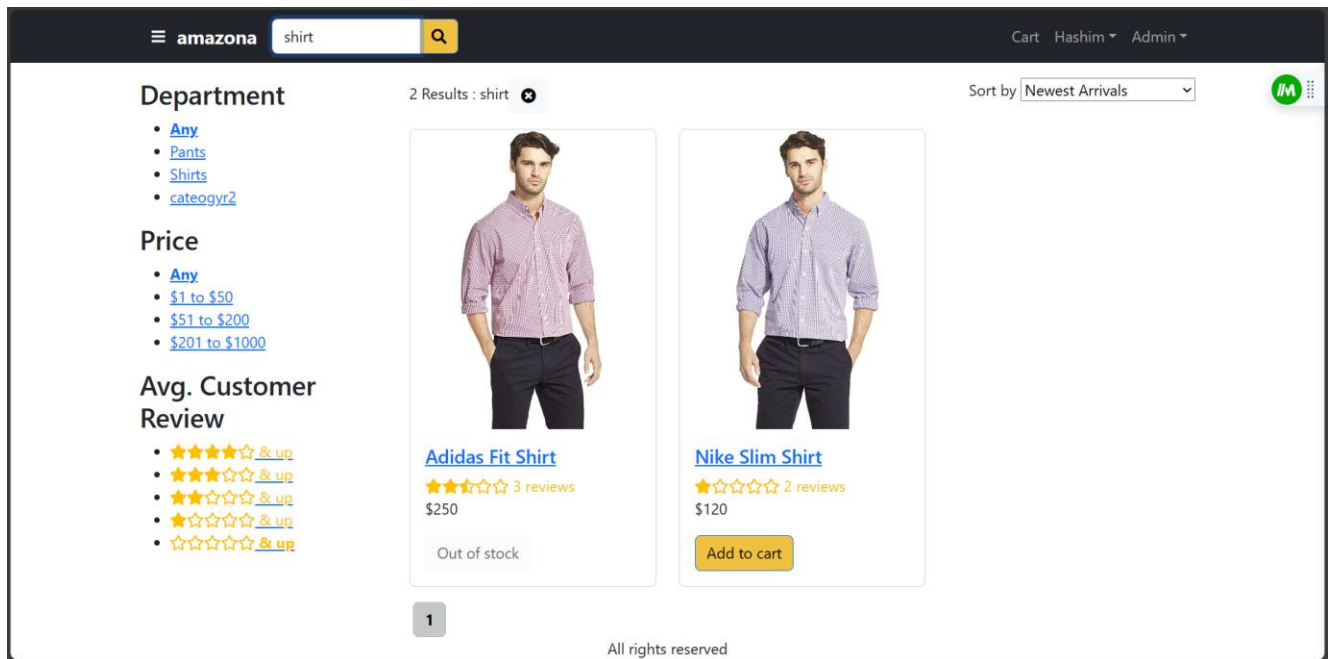 amazona
shirt
Cart Hashim Admin
Department
Any
Pants
Shirts
cateogyr2
Price
Any
$1 to $50
$51 to $200
$201 to $1000
Avg. Customer
Review
& up
& up
& up
& up
& up
2 Results : shirt
Sort by Newest Arrivals
Adidas Fit Shirt
3 reviews
$250
Out of stock
Nike Slim Shirt
2 reviews
$120
Add to cart
1
All rights reserved